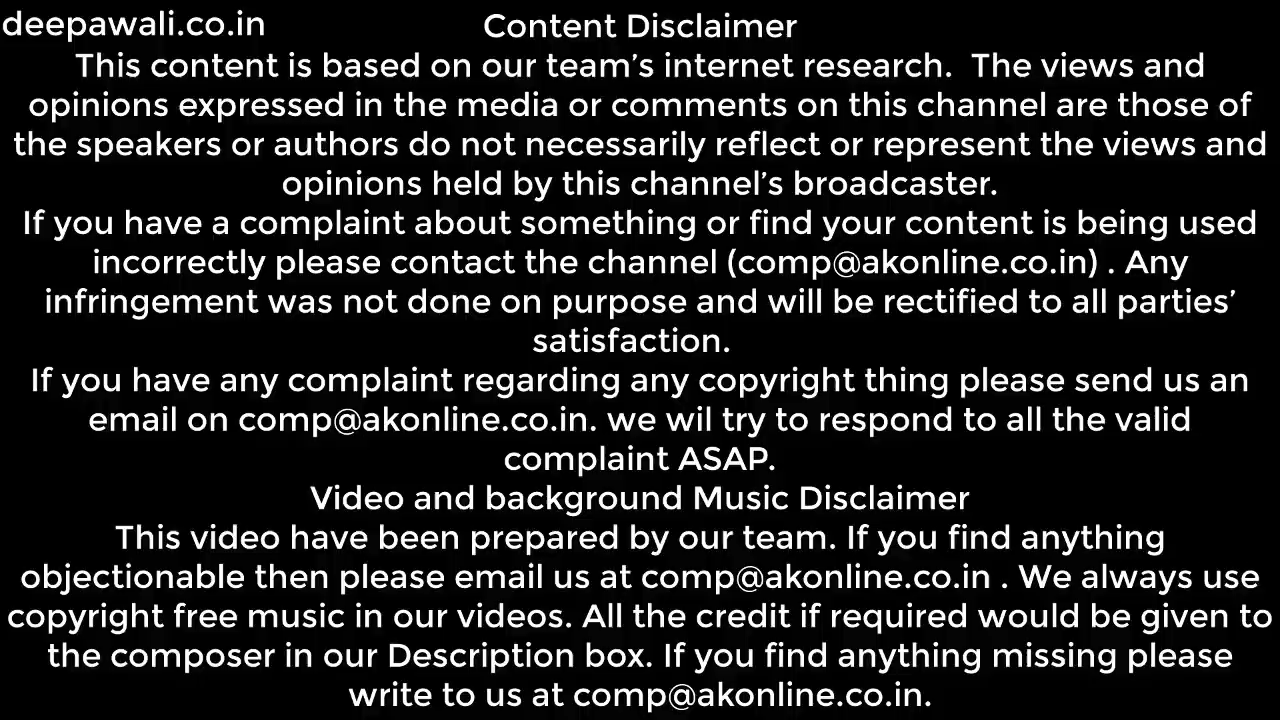 deepawali.co.in
Content Disclaimer
This content is based on our team’s internet research.  The views and
opinions expressed in the media or comments on this channel are those of
the speakers or authors do not necessarily reflect or represent the views and
opinions held by this channel’s broadcaster.
If you have a complaint about something or find your content is being used
incorrectly please contact the channel (comp@akonline.co.in) . Any
infringement was not done on purpose and will be rectified to all parties’
satisfaction.
If you have any complaint regarding any copyright thing please send us an
email on comp@akonline.co.in. we wil try to respond to all the valid
complaint ASAP.
Video and background Music Disclaimer
This video have been prepared by our team. If you find anything
objectionable then please email us at comp@akonline.co.in . We always use
copyright free music in our videos. All the credit if required would be given to
the composer in our Description box. If you find anything missing please
write to us at comp@akonline.co.in.